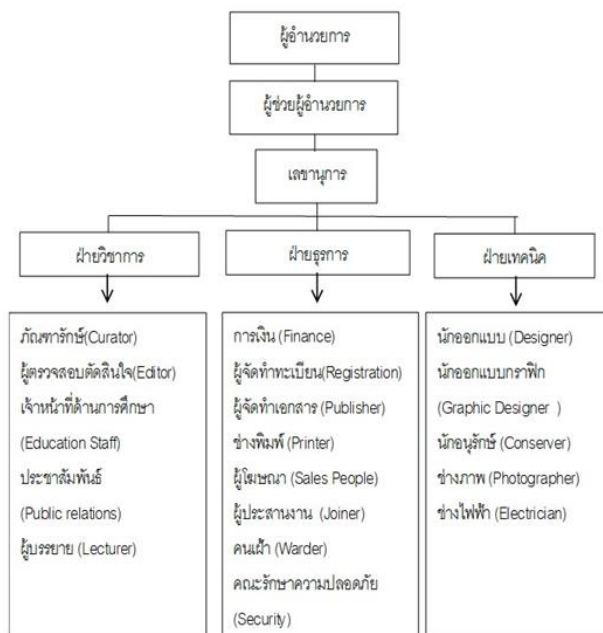 ผู้อำนวยการ
ผู้ช่วยผู้อำนวยการ
เลขานุการ
ฝ่ายวิชาการ
ฝ่ายธุรการ
ฝ่ายเทคนิค
ภัณฑารักษ์(Curator)
ผู้ตรวจสอบตัดสินใจ(Editor)
เจ้าหน้าที่ด้านการศึกษา
(Education Staff)
ประชาสัมพันธ์
(Public relations)
ผู้บรรยาย (Lecturer)
การเงิน (Finance)
ผู้จัดทำทะเบียน(Registration)
ผู้จัดทำเอกสาร (Publisher)
ช่างพิมพ์ (Printer)
ผู้โฆษณา (Sales People)
ผู้ประสานงาน (Joiner)
คนเฝ้า (Warder)
คณะรักษาความปลอดภัย
(Security)
นักออกแบบ (Designer)
นักออกแบบกราฟิก
(Graphic Designer )
นักอนุรักษ์ (Conserver)
ช่างภาพ (Photographer)
ช่างไฟฟ้า (Electrician)